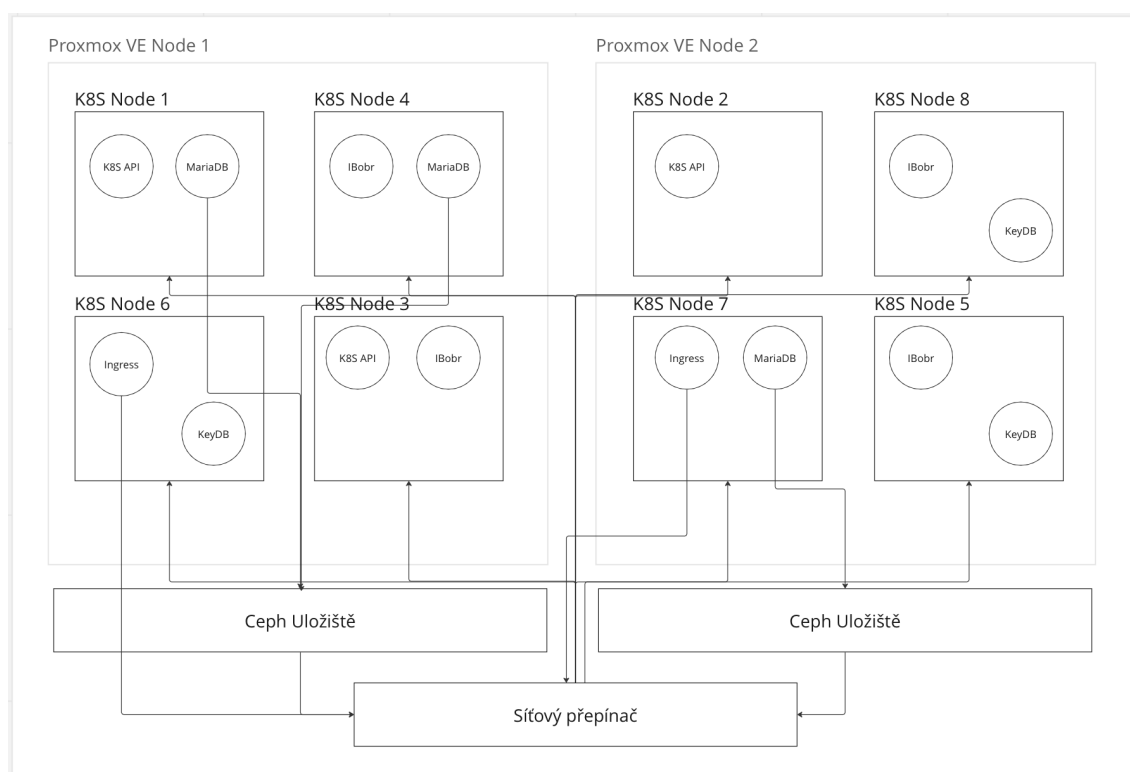 Proxmox VE Node 1
Proxmox VE Node 2
K8S Node 1
K8S Node 4
K8S Node 2
K8S Node 8
K8S API
MariaDB
IBobr
MariaDB
K8S API
IBobr
KeyDB
K8S Node 6
K8S Node 3
K8S Node 7
K8S Node 5
Ingress
K8S API
IBobr
Ingress
MariaDB
IBobr
KeyDB
KeyDB
Ceph Uložiště
Ceph Uložiště
Síťový přepínač